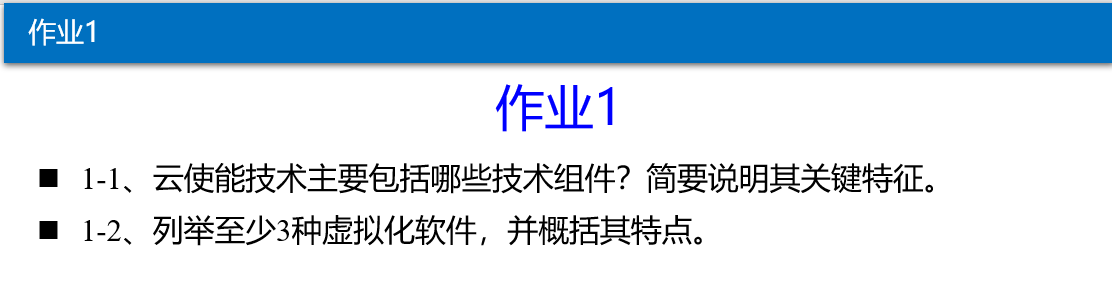 作业1
作业1
■ 1-1、云使能技术主要包括哪些技术组件？简要说明其关键特征。
■ 1-2、列举至少3种虚拟化软件，并概括其特点。